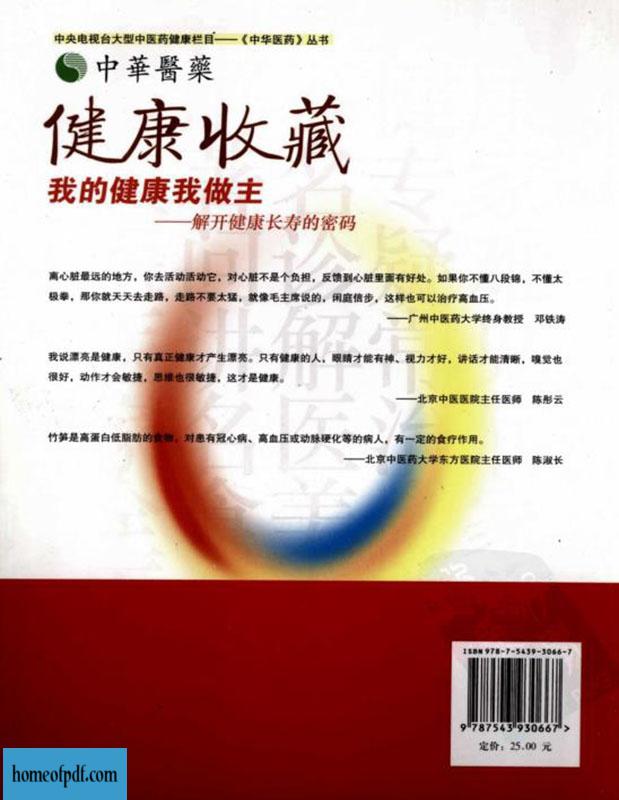 中央电视台大型中医药健康栏目——《中华医药》丛书
中華醫藥
健康收藏
我的健康我做主
——解开健康长寿的密码
离心脏最远的地方，你去活动活动它，对心脏不是个负担，反馈到心脏里面有好处。如果你不懂八段锦，不懂太
极拳，那你就天天去走路，走路不要太猛，就像毛主席说的，闲庭信步，这样也可以治疗高血压。
——广州中医药大学终身教授 邓铁涛
我说漂亮是健康，只有真正健康才产生漂亮。只有健康的人，眼睛才能有神、视力才好，讲话才能清晰，嗅觉也
很好，动作才会敏捷，思维也很敏捷，这才是健康。
——北京中医医院主任医师 陈彤云
竹笋是高蛋白低脂肪的食物，对患有冠心病、高血压或动脉硬化等的病人，有一定的食疗作用。
——北京中医药大学东方医院主任医师 陈淑长
ISBN 978-7-5439-3066-7
9 787543 930667 >
定价：25.00 元
homeofpdf.com